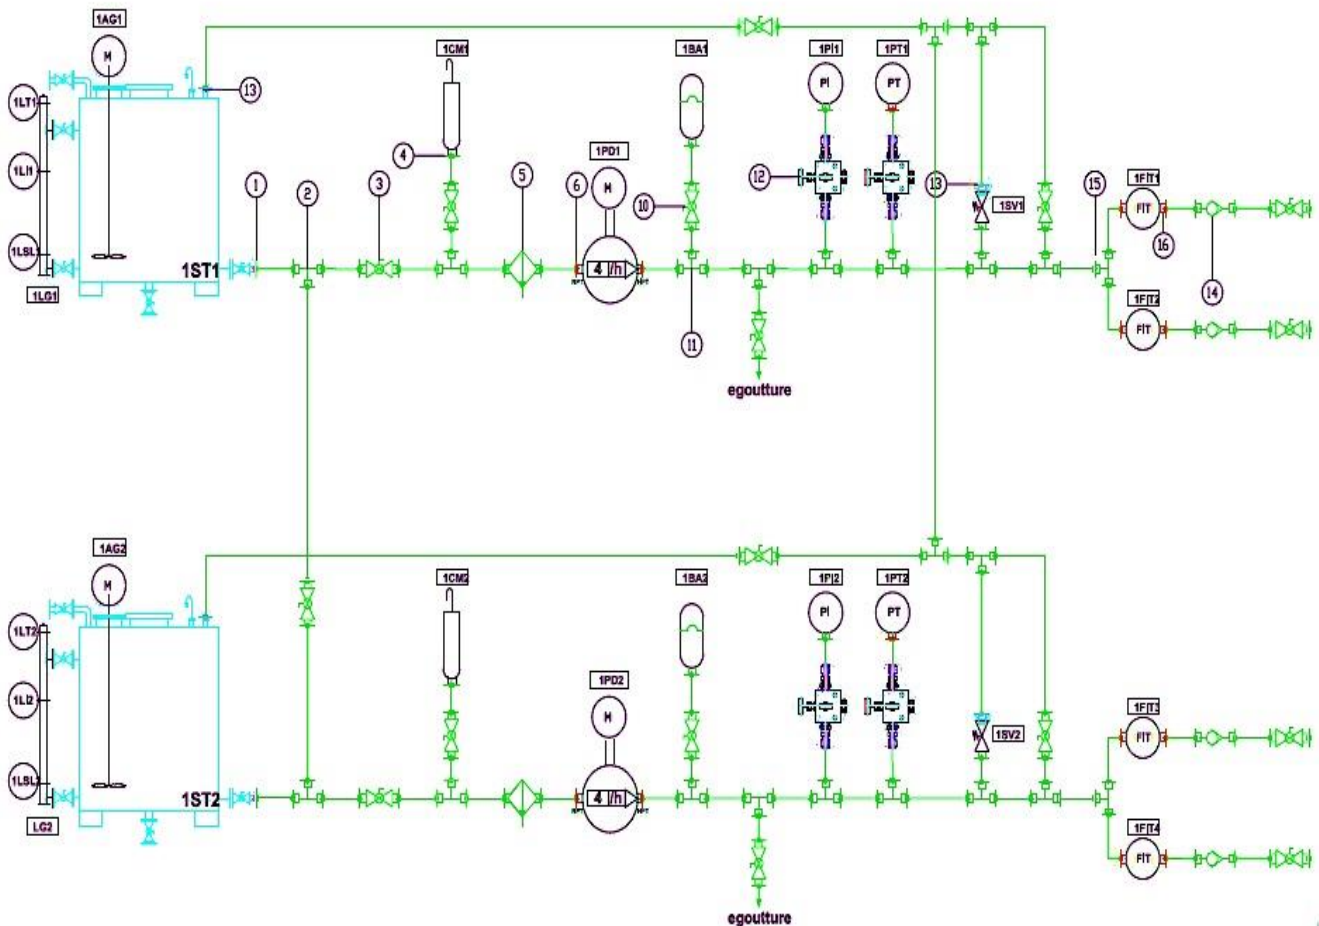 1AG1
M
1CM1
1BA1
1PI1
1PT1
PI
PT
1LT1
13
4
1PD1
M
12
1LI1
1
2
3
5
6
10
13
1SV1
15
1FIT1
FIT
16
1LSL1
1ST1
4 /h
NPT
1LG1
11
14
1FIT2
FIT
egoutture
1AG2
M
1CM2
1BA2
1PI2
1PT2
PI
PT
1LT2
1PD2
M
1LI2
1SV2
1FIT3
FIT
1ST2
4 /h
NPT
LG2
1FIT4
FIT
egoutture